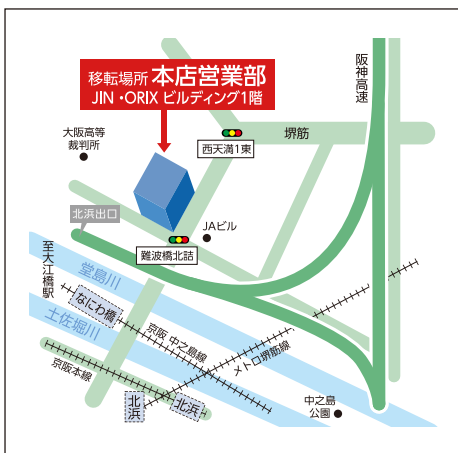 移転場所 本店営業部
JIN・ORIX ビルディング1階
阪神高速
堺筋
大阪高等
裁判所
西天満1東
北浜出口
JAビル
難波橋北詰
至大江橋駅
堂島川
なにわ橋
土佐堀川
京阪 中之島線
メトロ堺筋線
京阪本線
北浜
北浜
中之島
公園